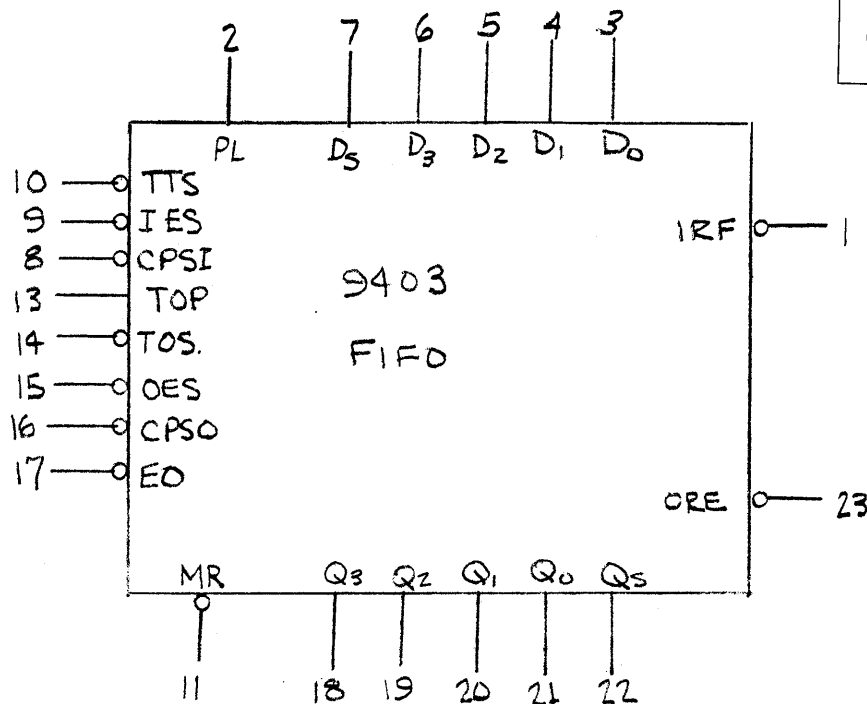 2 7 6 5 4 3
PL D5 D3 D2 D1 D0
10 TTS
9 IES
IRF 1
8 CPSI
13 TOP
9403
14 TOS.
FIFO
15 OES
16 CPSO
17 EO
ORE 23
MR Q3 Q2 Q1 Q0 QS
11 18 19 20 21 22